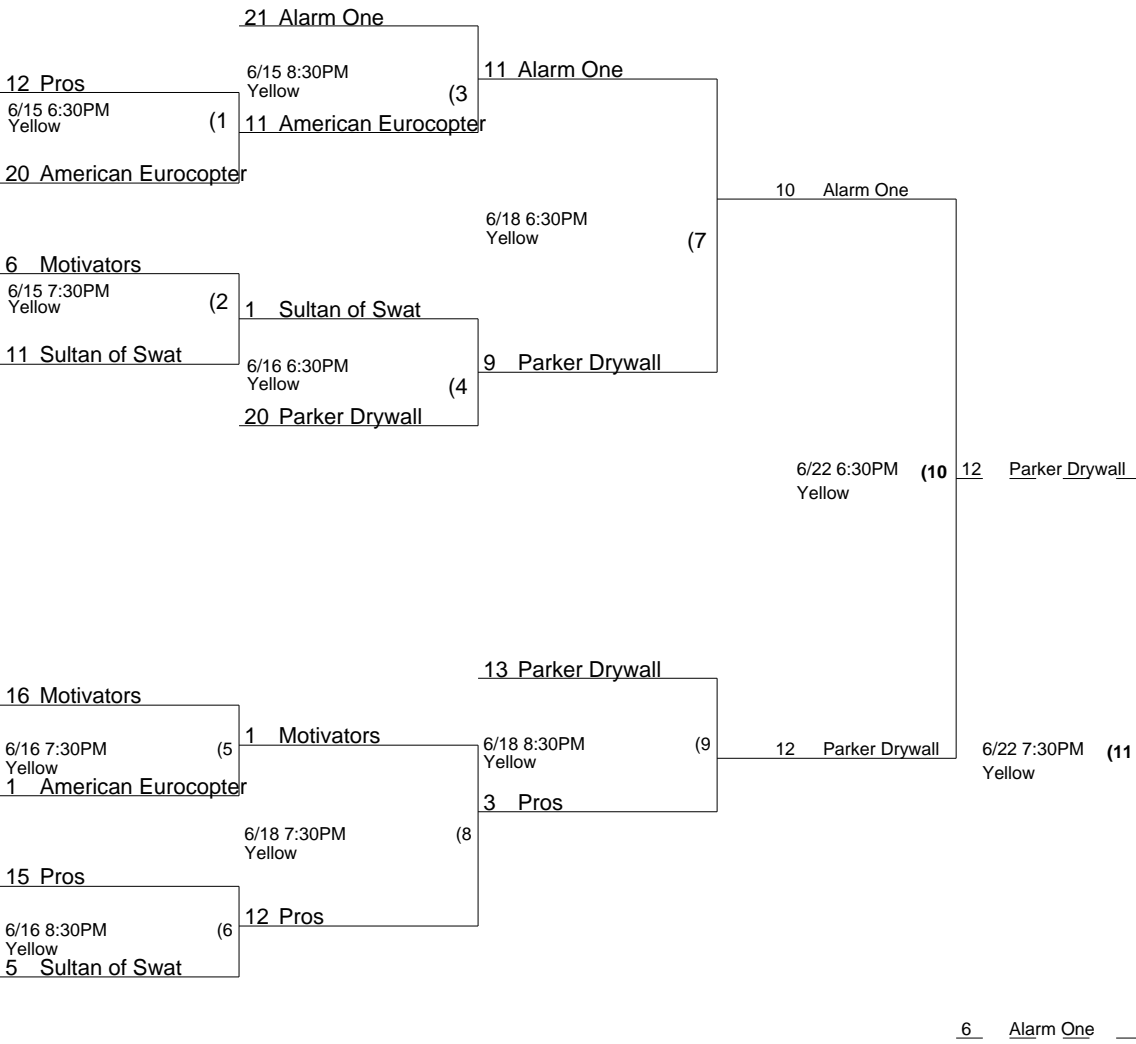 21 Alarm One
6/15 8:30PM
Yellow
(3
11 Alarm One
12 Pros
6/15 6:30PM
Yellow
(1
11 American Eurocopter
20 American Eurocopter
10 Alarm One
6/18 6:30PM
Yellow
(7
6 Motivators
6/15 7:30PM
Yellow
(2
1 Sultan of Swat
11 Sultan of Swat
6/16 6:30PM
Yellow
(4
9 Parker Drywall
20 Parker Drywall
6/22 6:30PM
Yellow
(10
12 Parker Drywall
13 Parker Drywall
16 Motivators
6/16 7:30PM
Yellow
(5
1 Motivators
1 American Eurocopter
6/18 8:30PM
Yellow
(9
12 Parker Drywall
6/22 7:30PM
Yellow
(11
3 Pros
6/18 7:30PM
Yellow
(8
15 Pros
6/16 8:30PM
Yellow
(6
12 Pros
5 Sultan of Swat
6 Alarm One